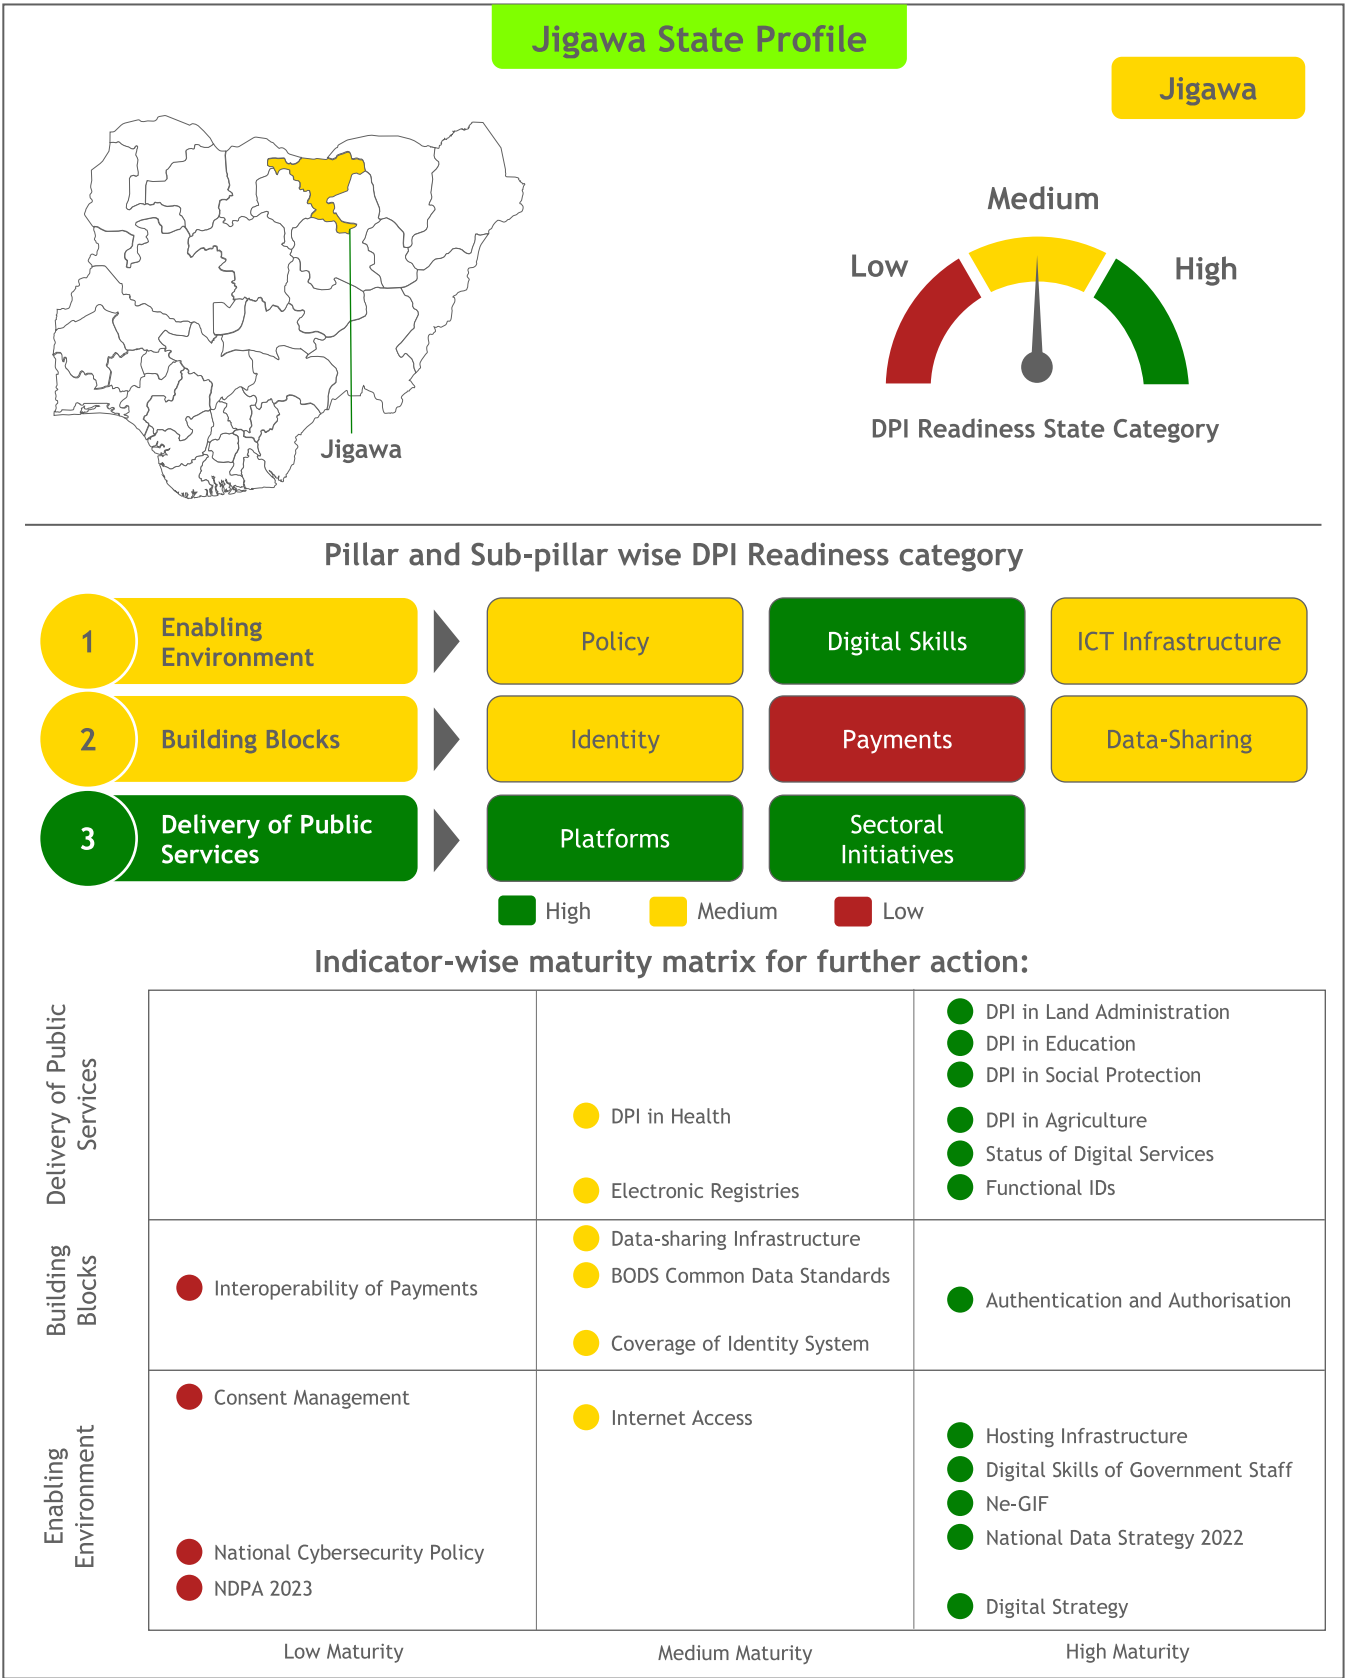 Jigawa State Profile
Jigawa
Medium
Low
High
DPI Readiness State Category
Jigawa
Pillar and Sub-pillar wise DPI Readiness category
1
Enabling
Environment
Policy
Digital Skills
ICT Infrastructure
2
Building Blocks
Identity
Payments
Data-Sharing
3
Delivery of Public
Services
Platforms
Sectoral
Initiatives
High
Medium
Low
Indicator-wise maturity matrix for further action:
Delivery of Public
Services
DPI in Health
Electronic Registries
DPI in Land Administration
DPI in Education
DPI in Social Protection
DPI in Agriculture
Status of Digital Services
Functional IDs
Building
Blocks
Interoperability of Payments
Data-sharing Infrastructure
BODS Common Data Standards
Coverage of Identity System
Authentication and Authorisation
Enabling
Environment
Consent Management
National Cybersecurity Policy
NDPA 2023
Internet Access
Hosting Infrastructure
Digital Skills of Government Staff
Ne-GIF
National Data Strategy 2022
Digital Strategy
Low Maturity
Medium Maturity
High Maturity